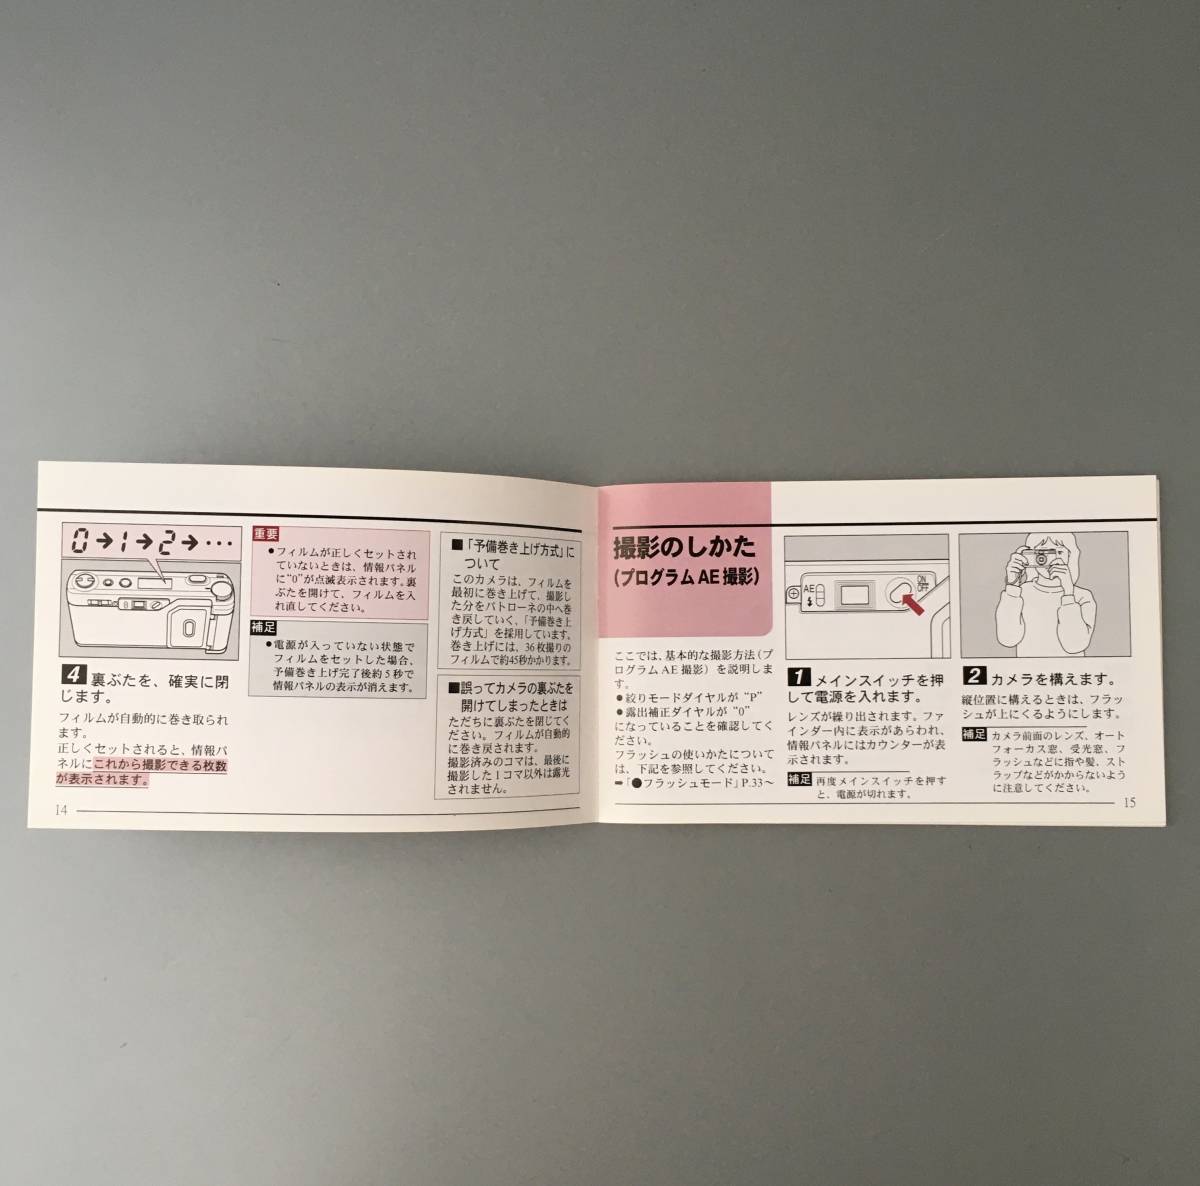 0→1→2→…
4 裏ぶたを、確実に閉
じます。
フィルムが自動的に巻き取られ
ます。
正しくセットされると、情報パ
ネルにこれから撮影できる枚数
が表示されます。
14
重要
●フィルムが正しくセットされ
ていないときは、情報パネル
に“0”が点滅表示されます。裏
ぶたを開けて、フィルムを入
れ直してください。
補足
●電源が入っていない状態で
フィルムをセットした場合、
予備巻き上げ完了後約5秒で
情報パネルの表示が消えます。
■「予備巻き上げ方式」に
ついて
このカメラは、フィルムを
最初に巻き上げて、撮影し
た分をパトローネの中へ巻
き戻していく、「予備巻き上
げ方式」を採用しています。
巻き上げには、36枚撮りの
フィルムで約45秒かかります。
■誤ってカメラの裏ぶたを
開けてしまったときは
ただちに裏ぶたを閉じてく
ださい。フィルムが自動的
に巻き戻されます。
撮影済みのコマは、最後に
撮影した1コマ以外は露光
されません。
撮影のしかた
(プログラムAE撮影)
ここでは、基本的な撮影方法(プ
ログラムAE撮影)を説明しま
す。
●絞りモードダイヤルが“P”
●露出補正ダイヤルが“0”
になっていることを確認してく
ださい。
フラッシュの使いかたについて
は、下記を参照してください。
➡「●フラッシュモード」P.33〜
AE
ON
OFF
1 メインスイッチを押
して電源を入れます。
レンズが繰り出されます。ファ
インダー内に表示があらわれ、
情報パネルにはカウンターが表
示されます。
補足 再度メインスイッチを押す
と、電源が切れます。
2 カメラを構えます。
縦位置に構えるときは、フラッ
シュが上にくるようにします。
補足 カメラ前面のレンズ、オート
フォーカス窓、受光窓、フ
ラッシュなどに指や髪、スト
ラップなどがかからないよう
に注意してください。
15